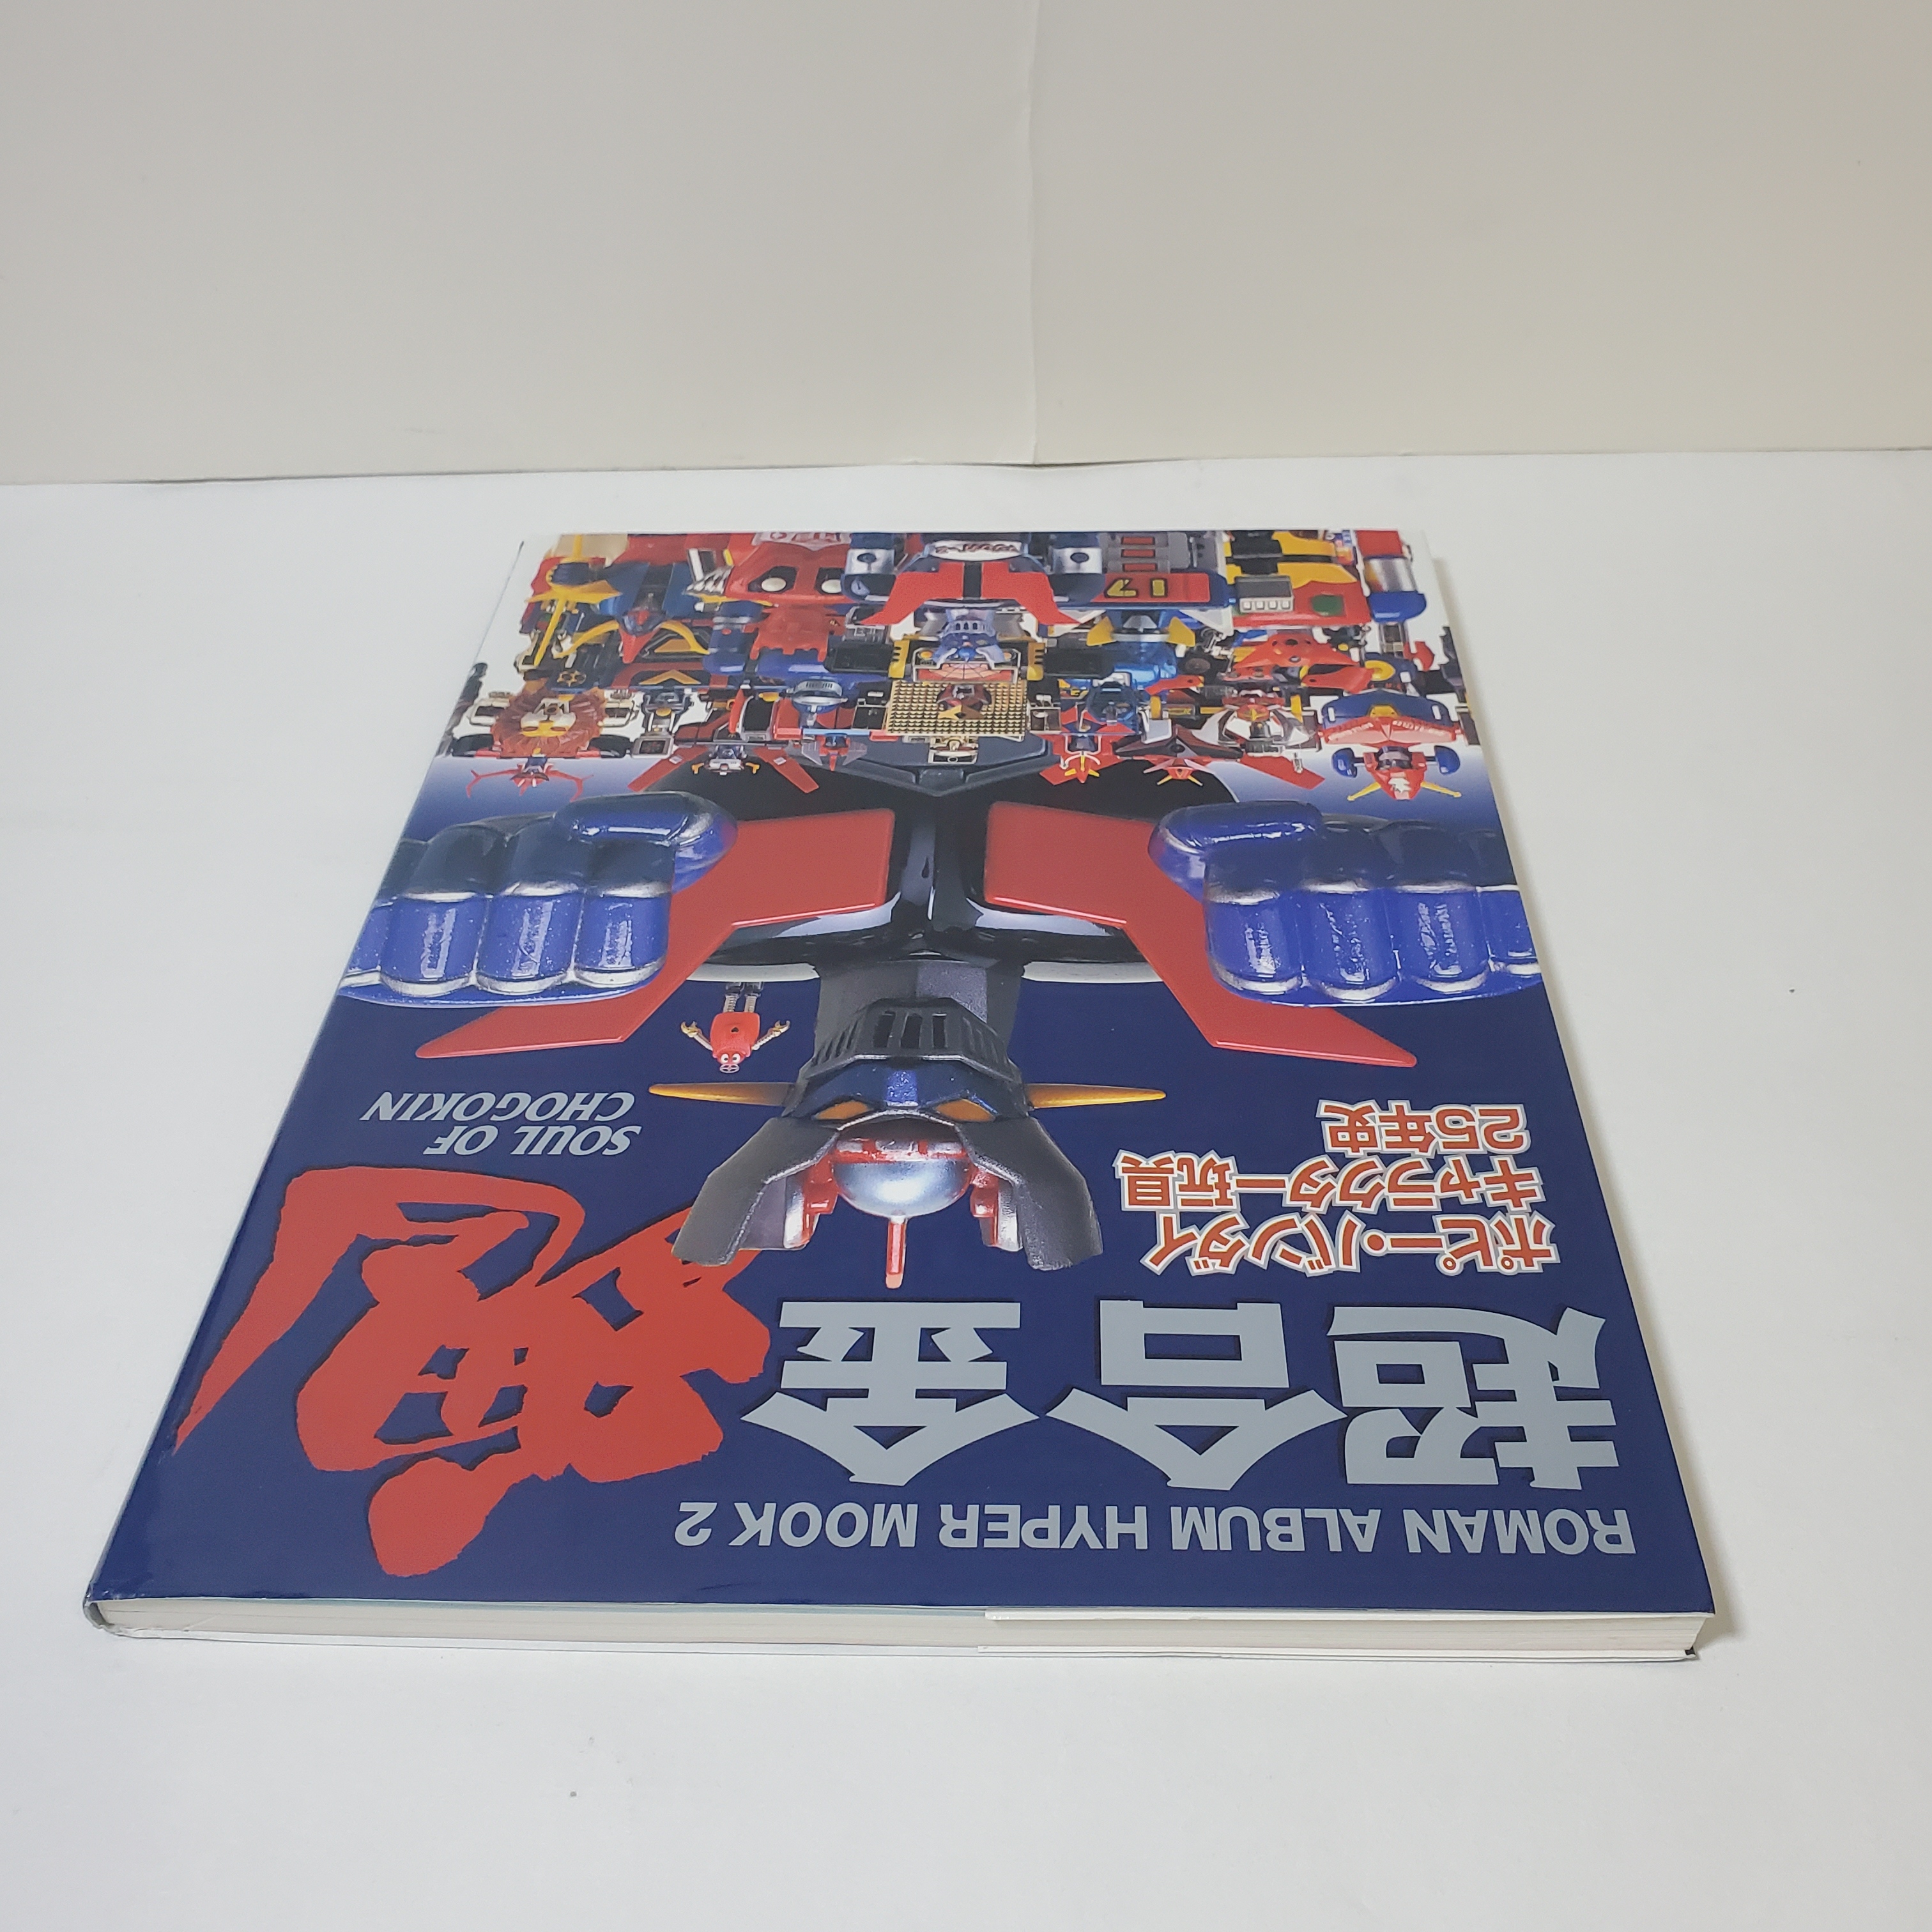 ROMAN ALBUM HYPER MOOK 2
超合金魂
ポピー・バンダイ
キャラクター玩具
25年史
SOUL OF
CHOGOKIN
17